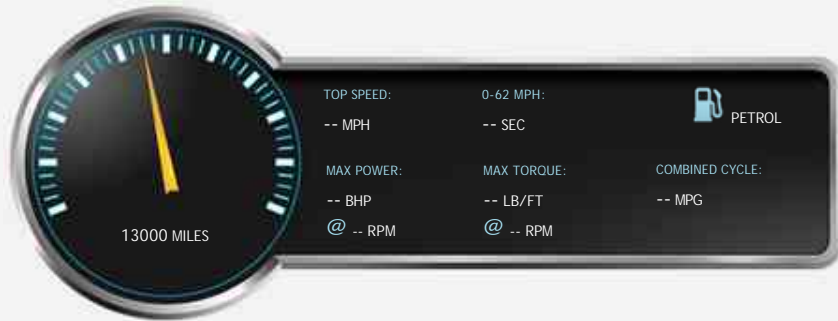 TOP SPEED:
-- MPH
0-62 MPH:
-- SEC
PETROL
MAX POWER:
-- BHP
@ -- RPM
MAX TORQUE:
-- LB/FT
@ -- RPM
COMBINED CYCLE:
-- MPG
13000 MILES